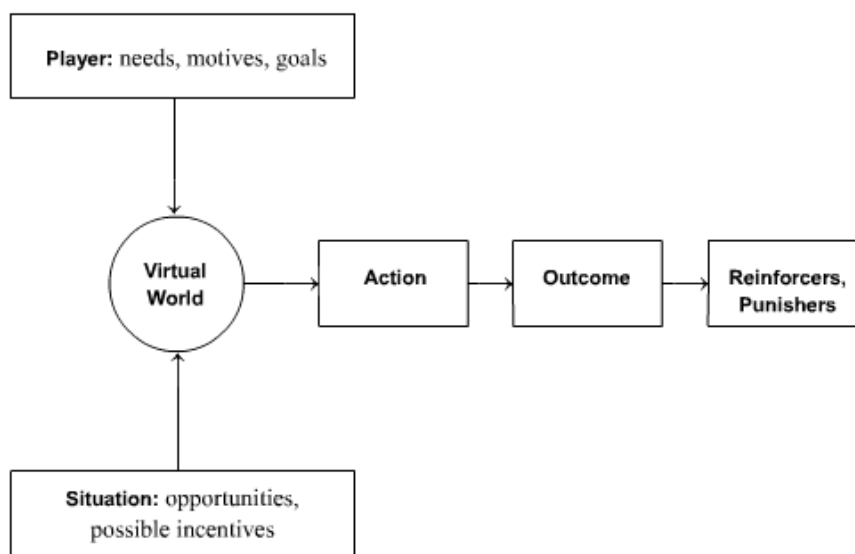 Player: needs, motives, goals
Virtual
World
Action
Outcome
Reinforcers,
Punishers
Situation: opportunities,
possible incentives